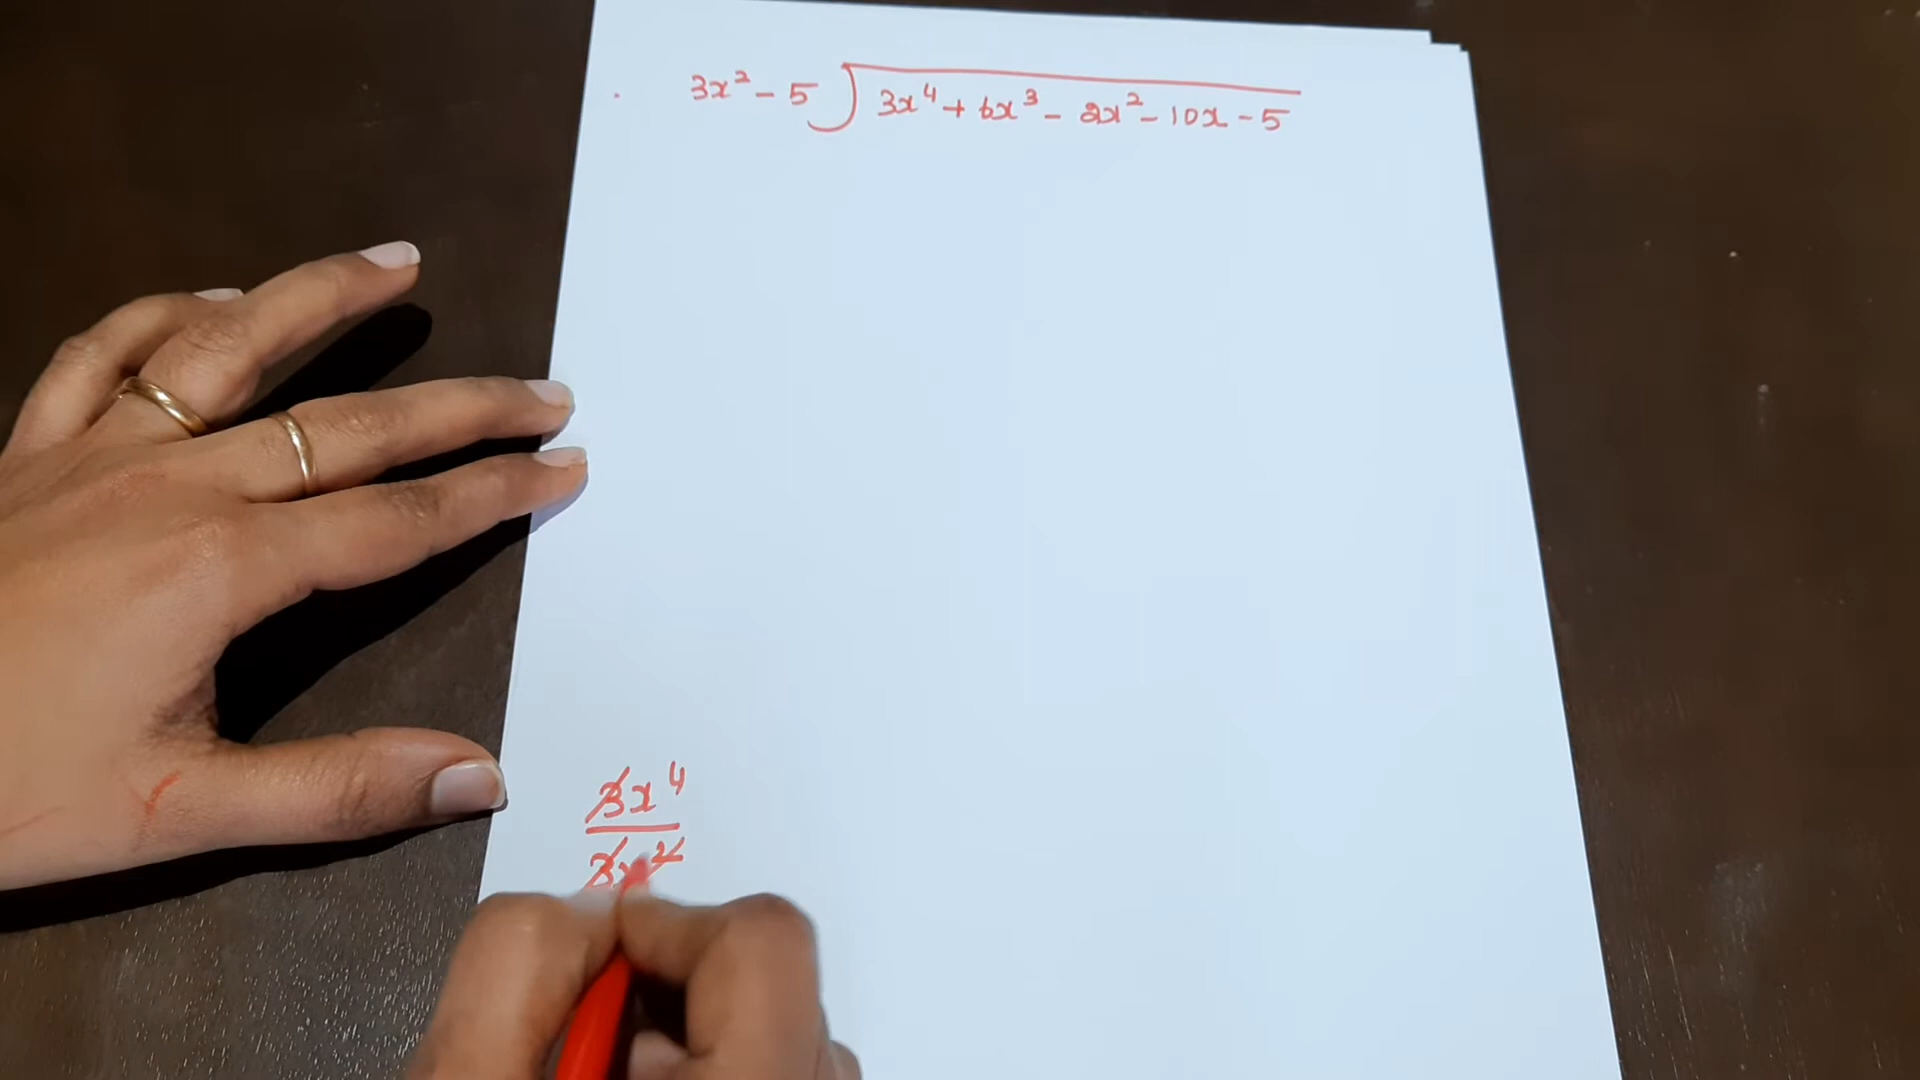 3x² - 5 ) 3x⁴ + 6x³ - 2x² - 10x - 5
3x⁴
3x²